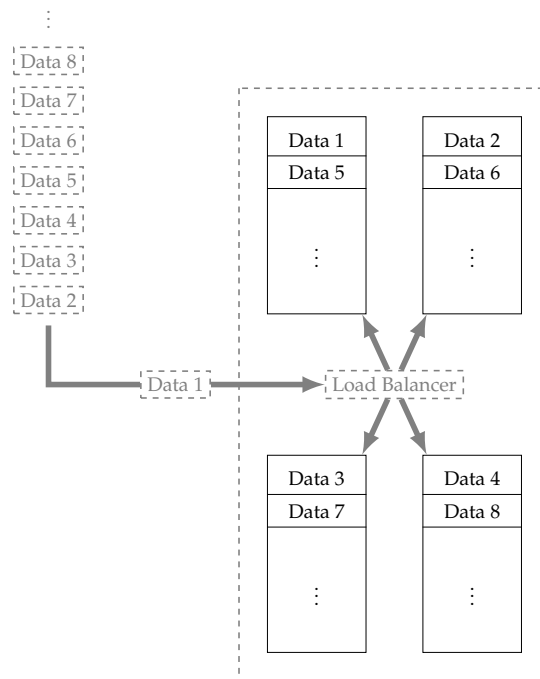 ⋮
Data 8
Data 7
Data 6
Data 5
Data 4
Data 3
Data 2
Data 1
Load Balancer
Data 1
Data 5
⋮
Data 2
Data 6
⋮
Data 3
Data 7
⋮
Data 4
Data 8
⋮